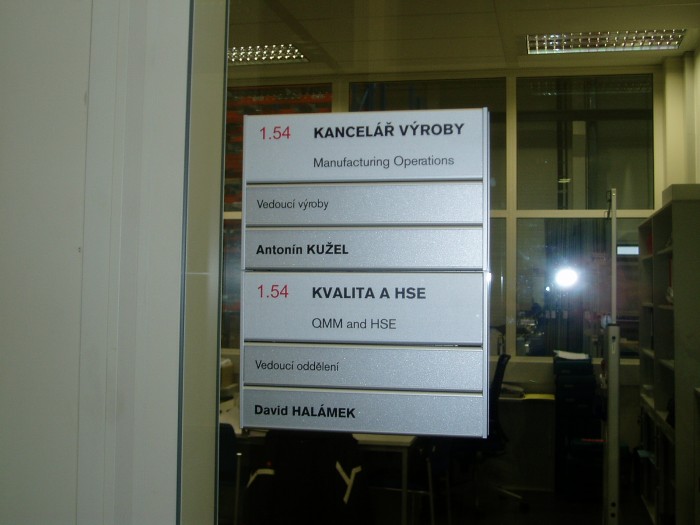 1.54 KANCELÁŘ VÝROBY
Manufacturing Operations
Vedoucí výroby
Antonín KUŽEL
1.54 KVALITA A HSE
QMM and HSE
Vedoucí oddělení
David HALÁMEK